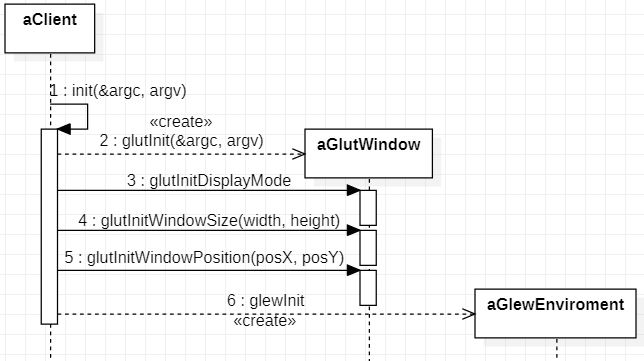 aClient
1 : init(&argc, argv)
«create»
2 : glutInit(&argc, argv)
aGlutWindow
3 : glutInitDisplayMode
4 : glutInitWindowSize(width, height)
5 : glutInitWindowPosition(posX, posY)
6 : glewInit
«create»
aGlewEnviroment